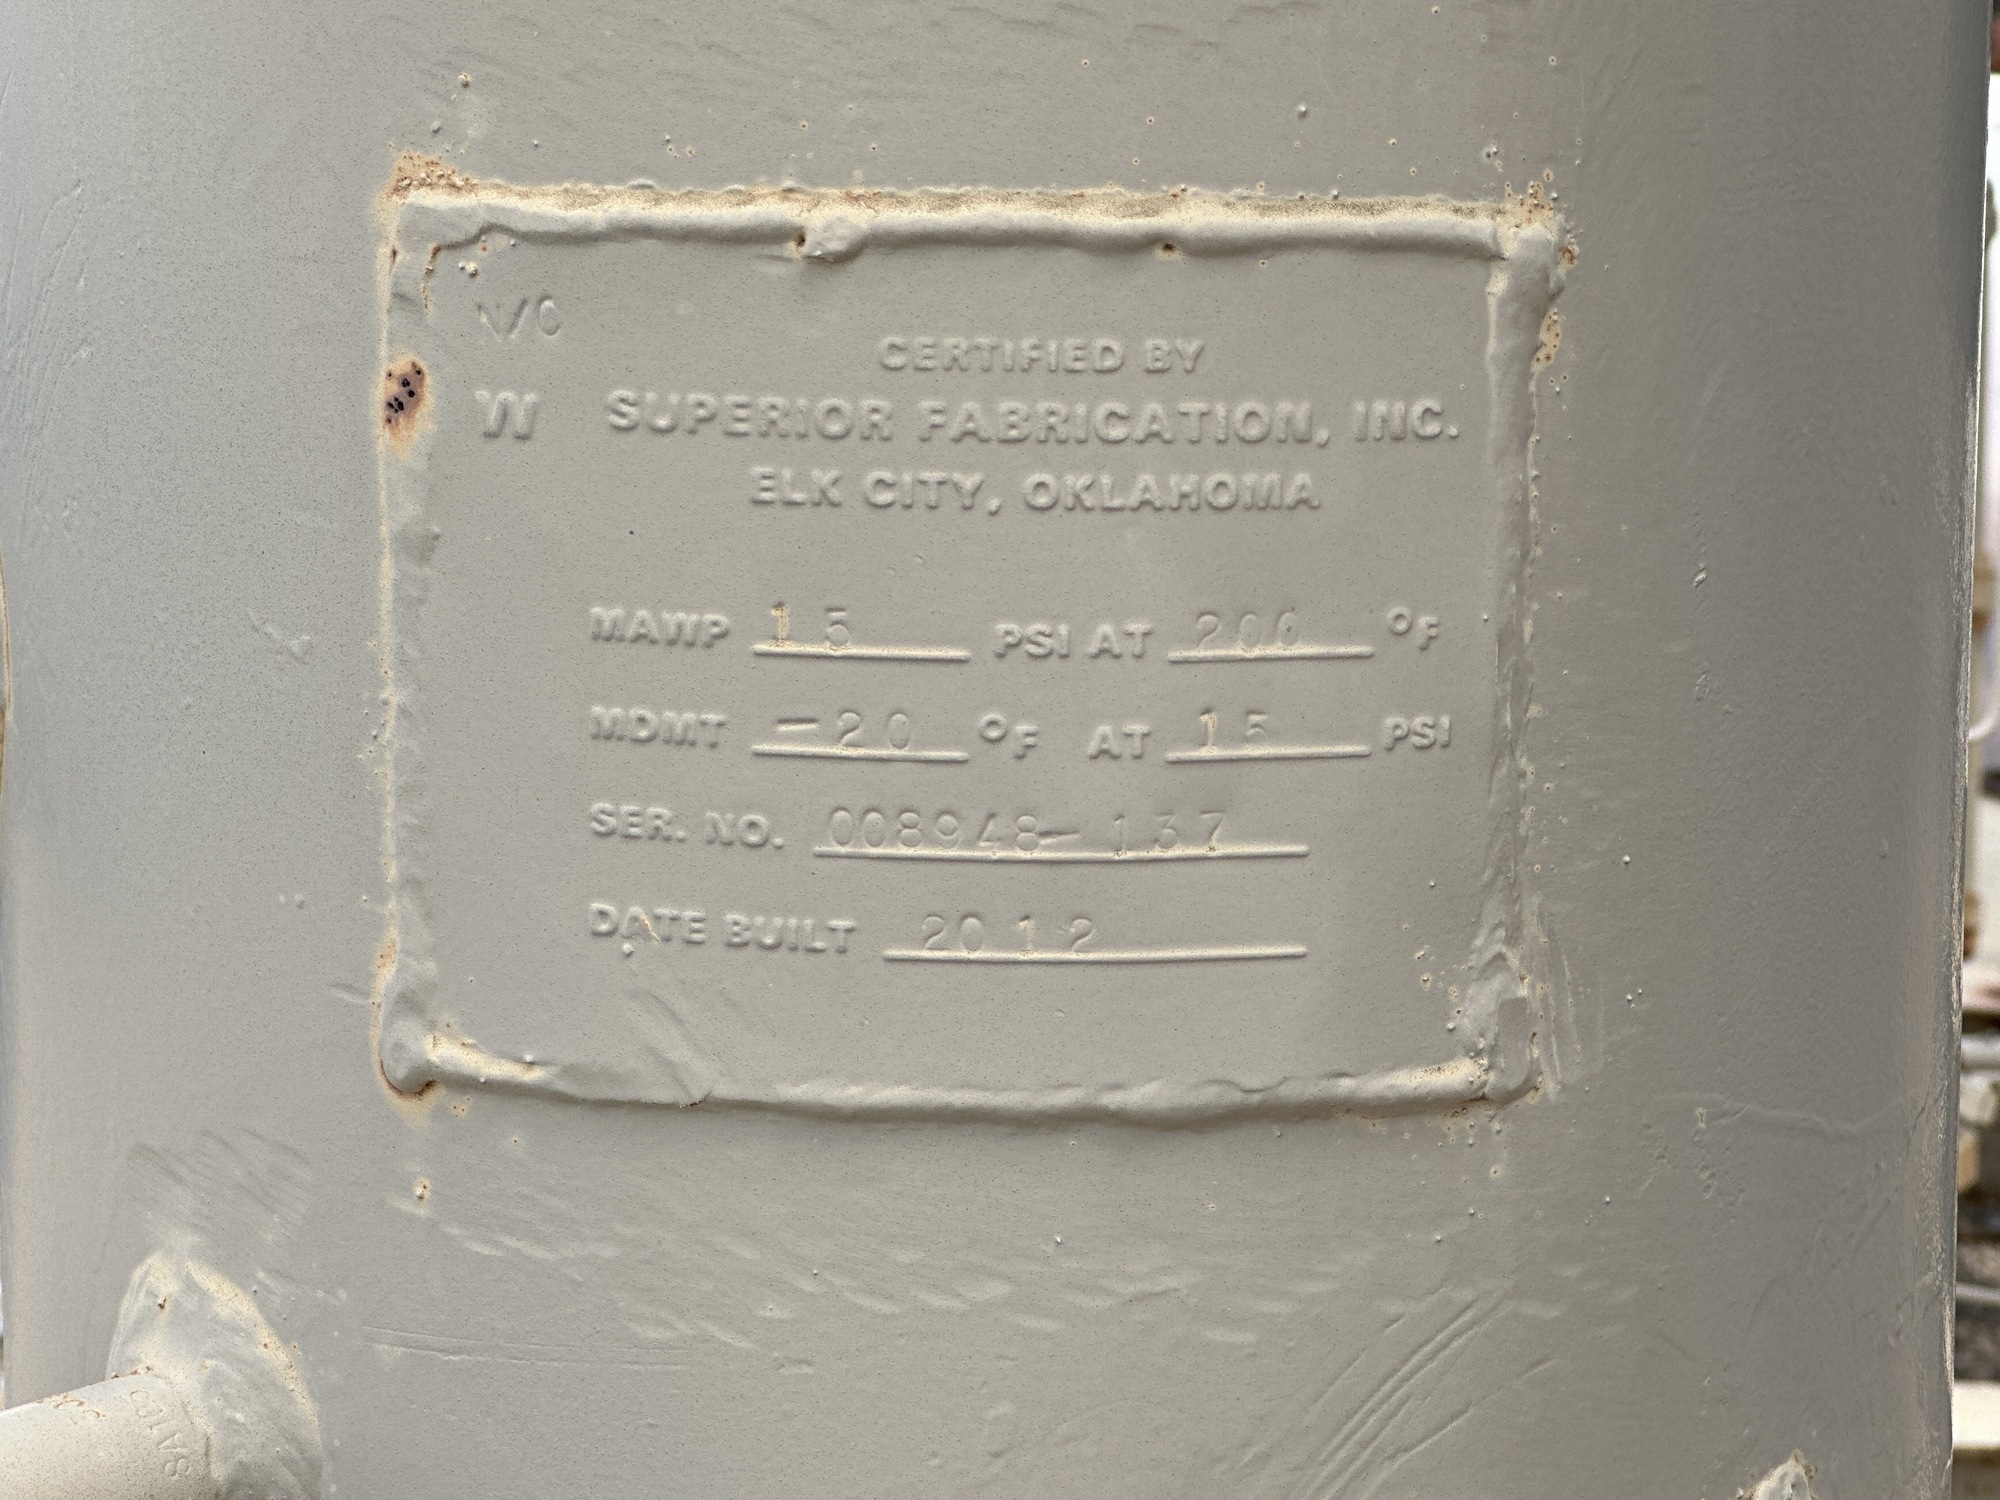 N/C
CERTIFIED BY
W SUPERIOR FABRICATION, INC.
ELK CITY, OKLAHOMA
MAWP 15 PSI AT 200 °F
MDMT -20 °F AT 15 PSI
SER. NO. 008948-137
DATE BUILT 2012